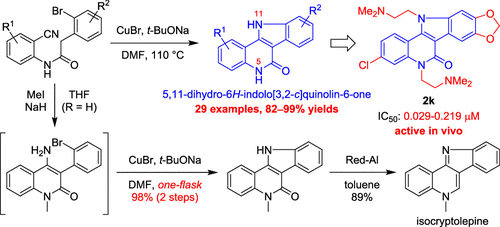 R¹
CN
Br
N
H
O
CuBr, t-BuONa
DMF, 110 °C
R¹
11
HN
R²
5
N
H
O
Me₂N
N
O
O
Cl
N
O
NMe₂
5,11-dihydro-6H-indolo[3,2-c]quinolin-6-one
29 examples, 82–99% yields
2k
IC₅₀: 0.029-0.219 μM
active in vivo
MeI
NaH
THF
(R = H)
R²
NH₂
Br
N
O
CuBr, t-BuONa
DMF, one-flask
98% (2 steps)
HN
N
O
Red-Al
toluene
89%
N
N
isocryptolepine